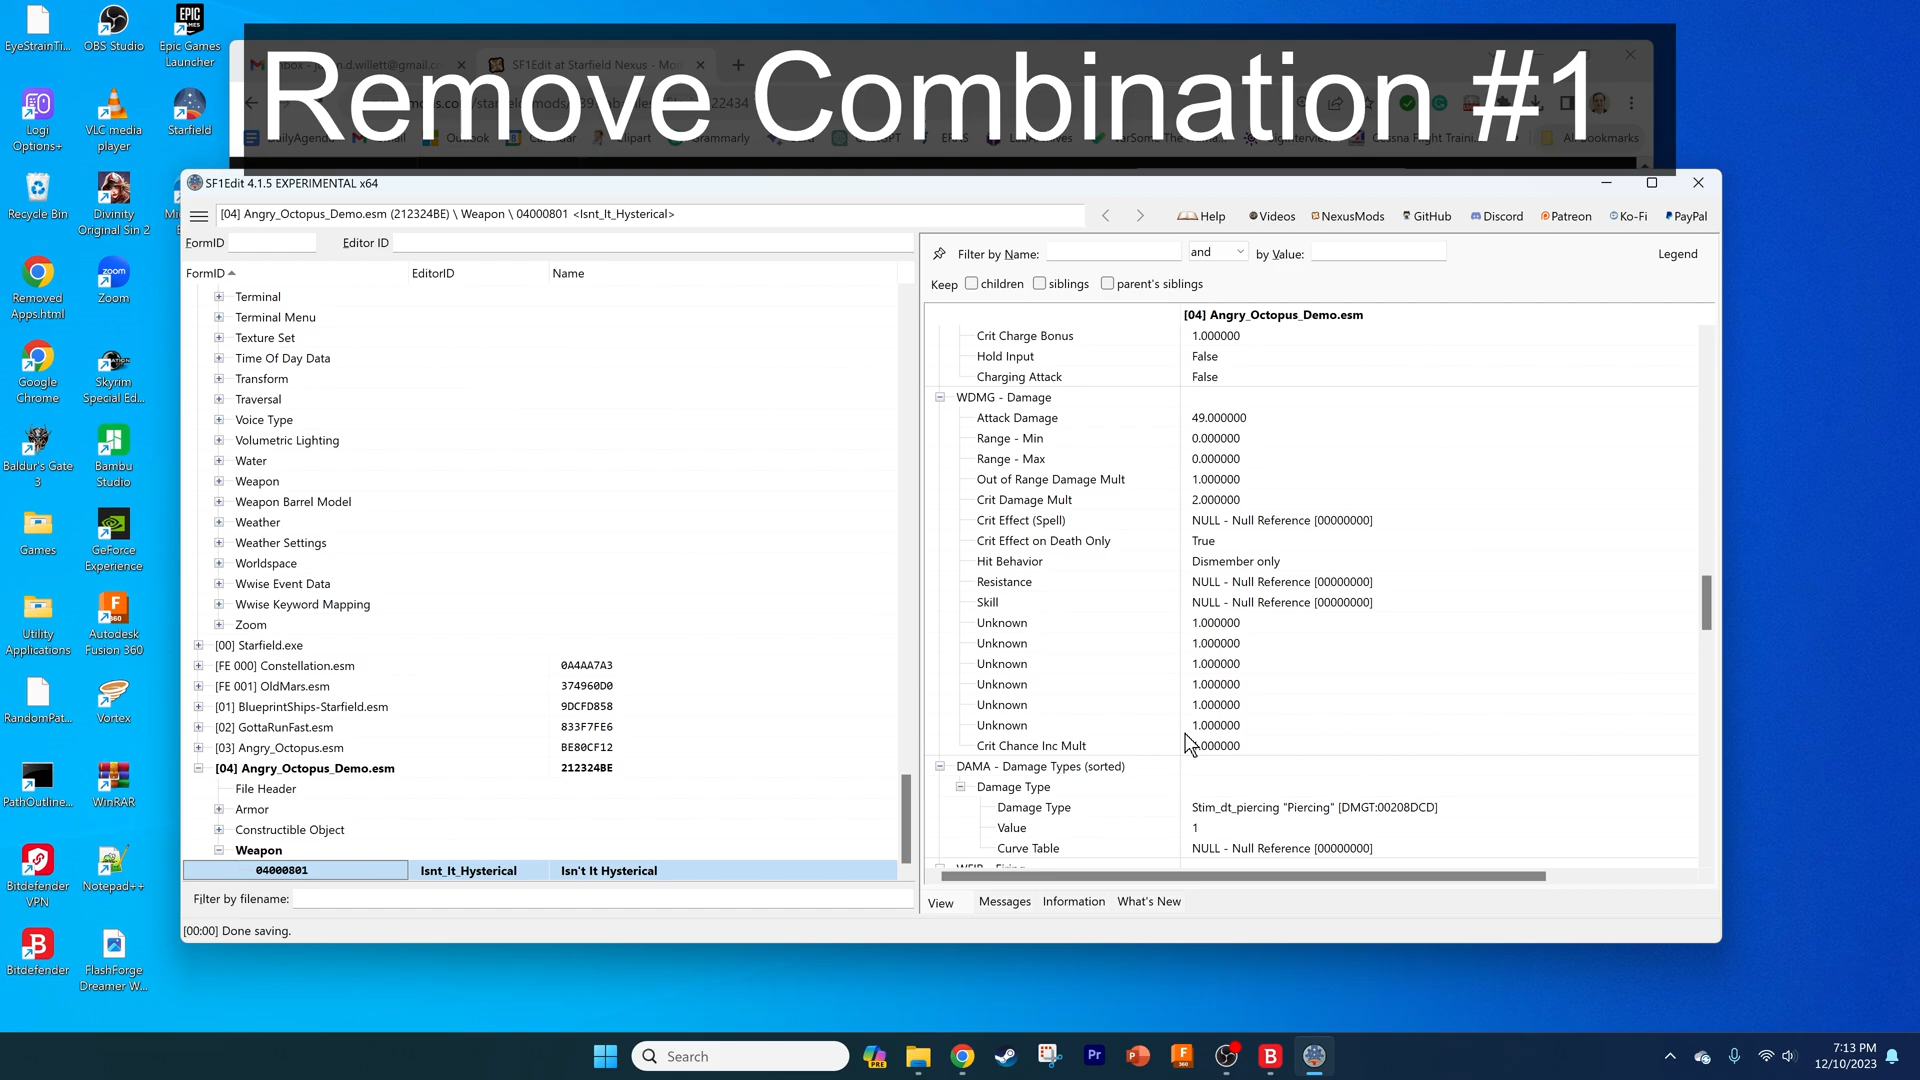 EyeStrainTi...
OBS Studio
Epic Games
Launcher
Remove Combination #1
SF1Edit at Starfield Nexus - Mo
Logi
Options+
VLC media
player
Starfield
Recycle Bin
Divinity
Original Sin 2
Removed
Apps.html
Zoom
Google
Chrome
Skyrim
Special Ed...
Baldur's Gate
3
Bambu
Studio
Games
GeForce
Experience
Utility
Applications
Autodesk
Fusion 360
RandomPat...
Vortex
PathOutline...
WinRAR
Bitdefender
VPN
Notepad++
Bitdefender
FlashForge
Dreamer W...
SF1Edit 4.1.5 EXPERIMENTAL x64
[04] Angry_Octopus_Demo.esm (212324BE) \ Weapon \ 04000801 <Isnt_It_Hysterical>
Help Videos NexusMods GitHub Discord Patreon Ko-Fi PayPal
FormID Editor ID
FormID EditorID Name
Terminal
Terminal Menu
Texture Set
Time Of Day Data
Transform
Traversal
Voice Type
Volumetric Lighting
Water
Weapon
Weapon Barrel Model
Weather
Weather Settings
Worldspace
Wwise Event Data
Wwise Keyword Mapping
Zoom
[00] Starfield.exe
[FE 000] Constellation.esm 0A4AA7A3
[FE 001] OldMars.esm 374960D0
[01] BlueprintShips-Starfield.esm 9DCFD858
[02] GottaRunFast.esm 833F7FE6
[03] Angry_Octopus.esm BE80CF12
[04] Angry_Octopus_Demo.esm 212324BE
File Header
Armor
Constructible Object
Weapon
04000801 Isnt_It_Hysterical Isn't It Hysterical
Filter by filename:
[00:00] Done saving.
Filter by Name: and by Value: Legend
Keep children siblings parent's siblings
[04] Angry_Octopus_Demo.esm
Crit Charge Bonus 1.000000
Hold Input False
Charging Attack False
WDMG - Damage
Attack Damage 49.000000
Range - Min 0.000000
Range - Max 0.000000
Out of Range Damage Mult 1.000000
Crit Damage Mult 2.000000
Crit Effect (Spell) NULL - Null Reference [00000000]
Crit Effect on Death Only True
Hit Behavior Dismember only
Resistance NULL - Null Reference [00000000]
Skill NULL - Null Reference [00000000]
Unknown 1.000000
Unknown 1.000000
Unknown 1.000000
Unknown 1.000000
Unknown 1.000000
Unknown 1.000000
Crit Chance Inc Mult
DAMA - Damage Types (sorted)
Damage Type
Damage Type Stim_dt_piercing "Piercing" [DMGT:00208DCD]
Value 1
Curve Table NULL - Null Reference [00000000]
View Messages Information What's New
Search
7:13 PM
12/10/2023